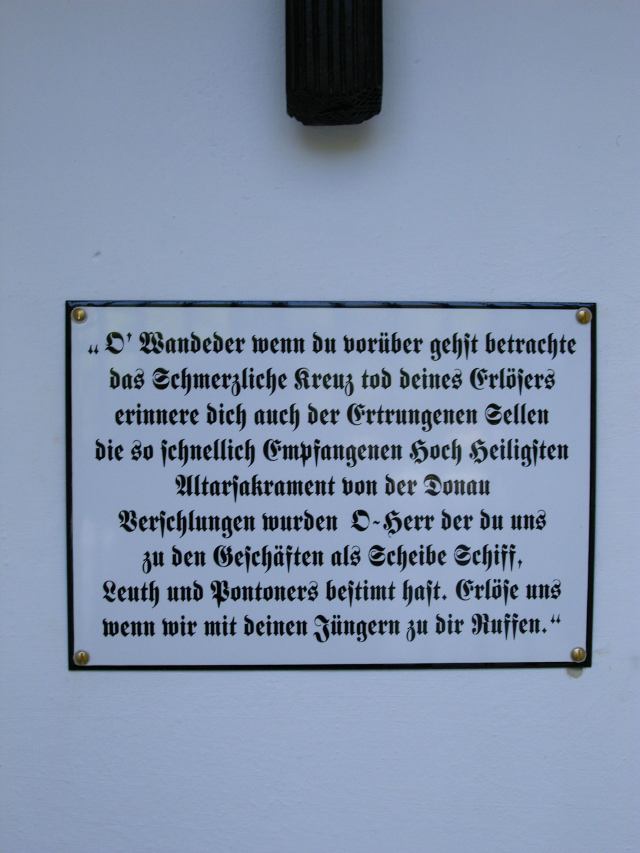 „O' Wandeder wenn du vorüber gehst betrachte
das Schmerzliche Kreuz tod deines Erlösers
erinnere dich auch der Ertrungenen Sellen
die so schnellich Empfangenen Hoch Heiligsten
Altarsakrament von der Donau
Verschlungen wurden O-Herr der du uns
zu den Geschäften als Scheibe Schiff,
Leuth und Pontoners bestimt hast. Erlöse uns
wenn wir mit deinen Jüngern zu dir Ruffen.“